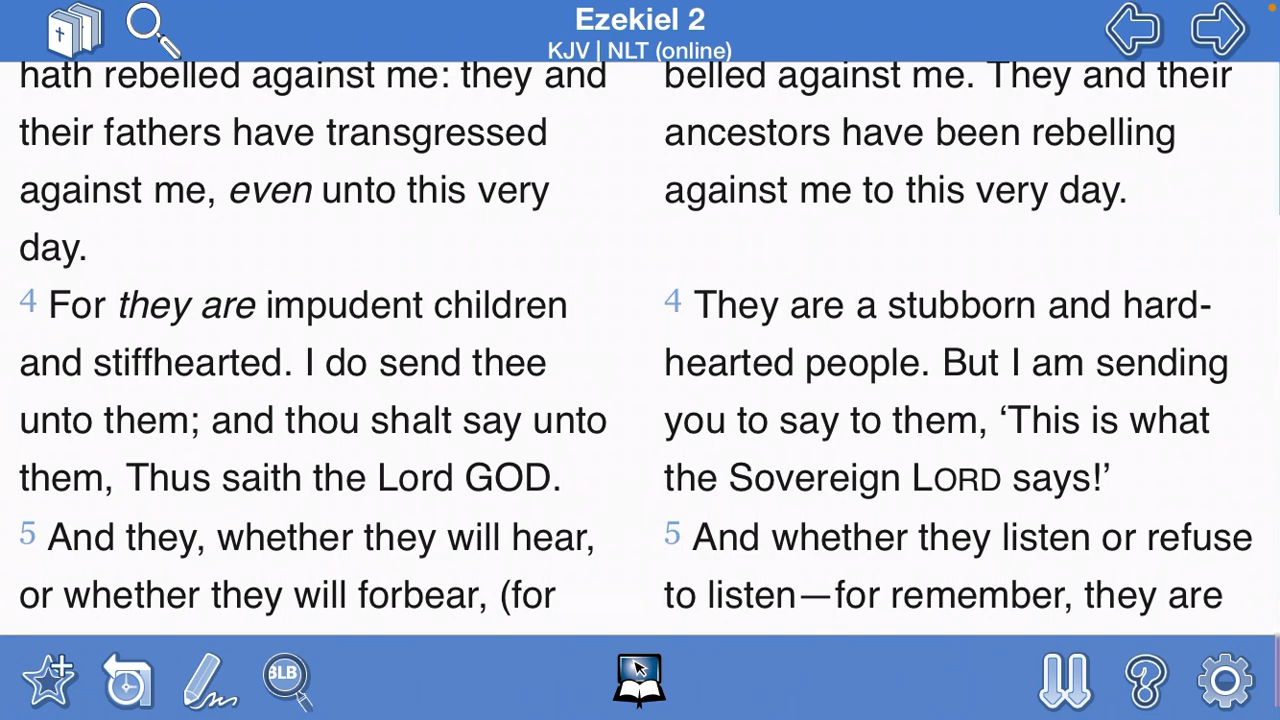 Ezekiel 2
KJV | NLT (online)
hath rebelled against me: they and
their fathers have transgressed
against me, even unto this very
day.
4 For they are impudent children
and stiffhearted. I do send thee
unto them; and thou shalt say unto
them, Thus saith the Lord GOD.
5 And they, whether they will hear,
or whether they will forbear, (for
belled against me. They and their
ancestors have been rebelling
against me to this very day.
4 They are a stubborn and hard-
hearted people. But I am sending
you to say to them, ‘This is what
the Sovereign LORD says!’
5 And whether they listen or refuse
to listen—for remember, they are
BLB